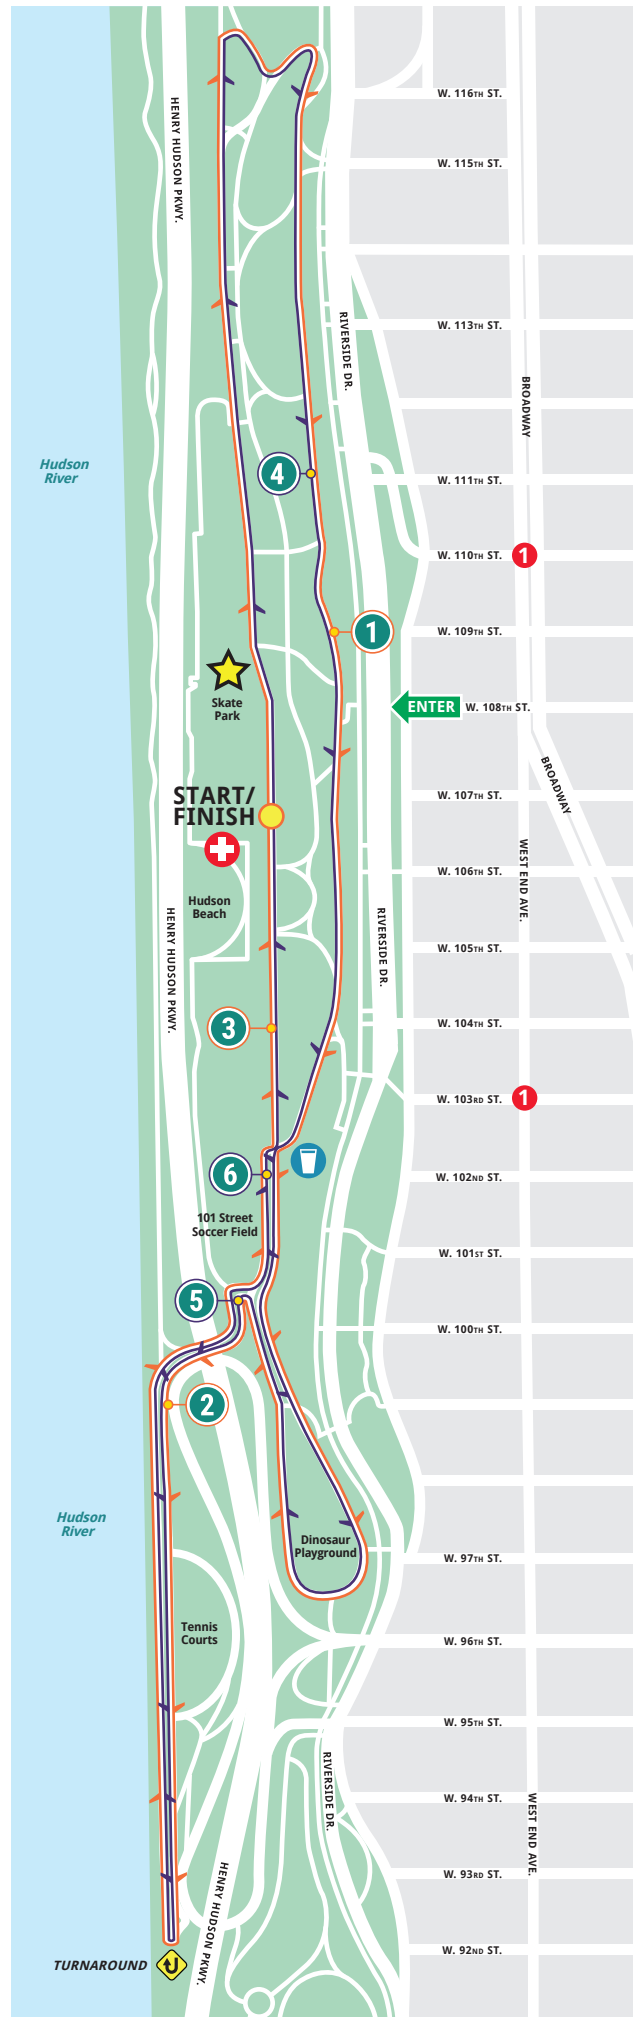 W. 116TH ST.
HENRY HUDSON PKWY.
W. 115TH ST.
W. 113TH ST.
RIVERSIDE DR.
BROADWAY
Hudson
River
4
W. 111TH ST.
W. 110TH ST.
1
1
W. 109TH ST.
Skate
Park
ENTER
W. 108TH ST.
BROADWAY
START/
FINISH
W. 107TH ST.
W. 106TH ST.
WEST END AVE.
Hudson
Beach
HENRY HUDSON PKWY.
RIVERSIDE DR.
W. 105TH ST.
3
W. 104TH ST.
W. 103RD ST.
1
6
W. 102ND ST.
101 Street
Soccer Field
W. 101ST ST.
5
W. 100TH ST.
2
Hudson
River
Dinosaur
Playground
W. 97TH ST.
Tennis
Courts
W. 96TH ST.
W. 95TH ST.
RIVERSIDE DR.
W. 94TH ST.
WEST END AVE.
W. 93RD ST.
HENRY HUDSON PKWY.
W. 92ND ST.
TURNAROUND